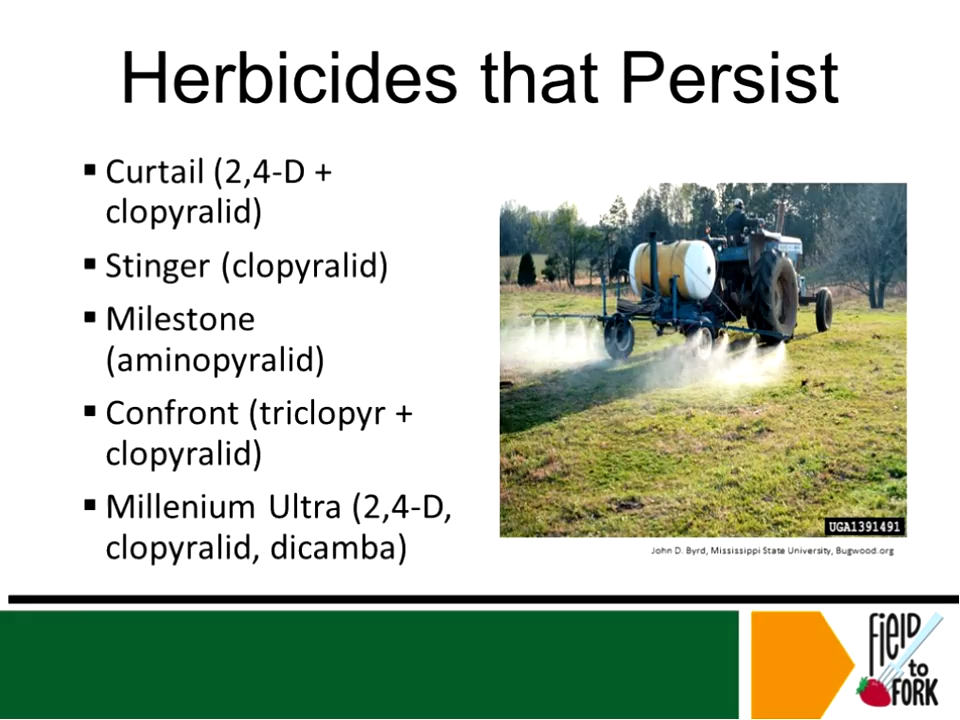 Herbicides that Persist
▪ Curtail (2,4-D +
clopyralid)
▪ Stinger (clopyralid)
▪ Milestone
(aminopyralid)
▪ Confront (triclopyr +
clopyralid)
▪ Millenium Ultra (2,4-D,
clopyralid, dicamba)
UGA1391491
John D. Byrd, Mississippi State University, Bugwood.org
FieLD
to
FORK